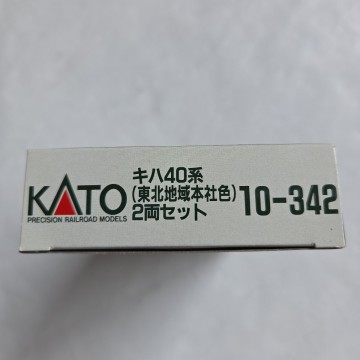 KATO
PRECISION RAILROAD MODELS
キハ40系
(東北地域本社色)
2両セット
10-342